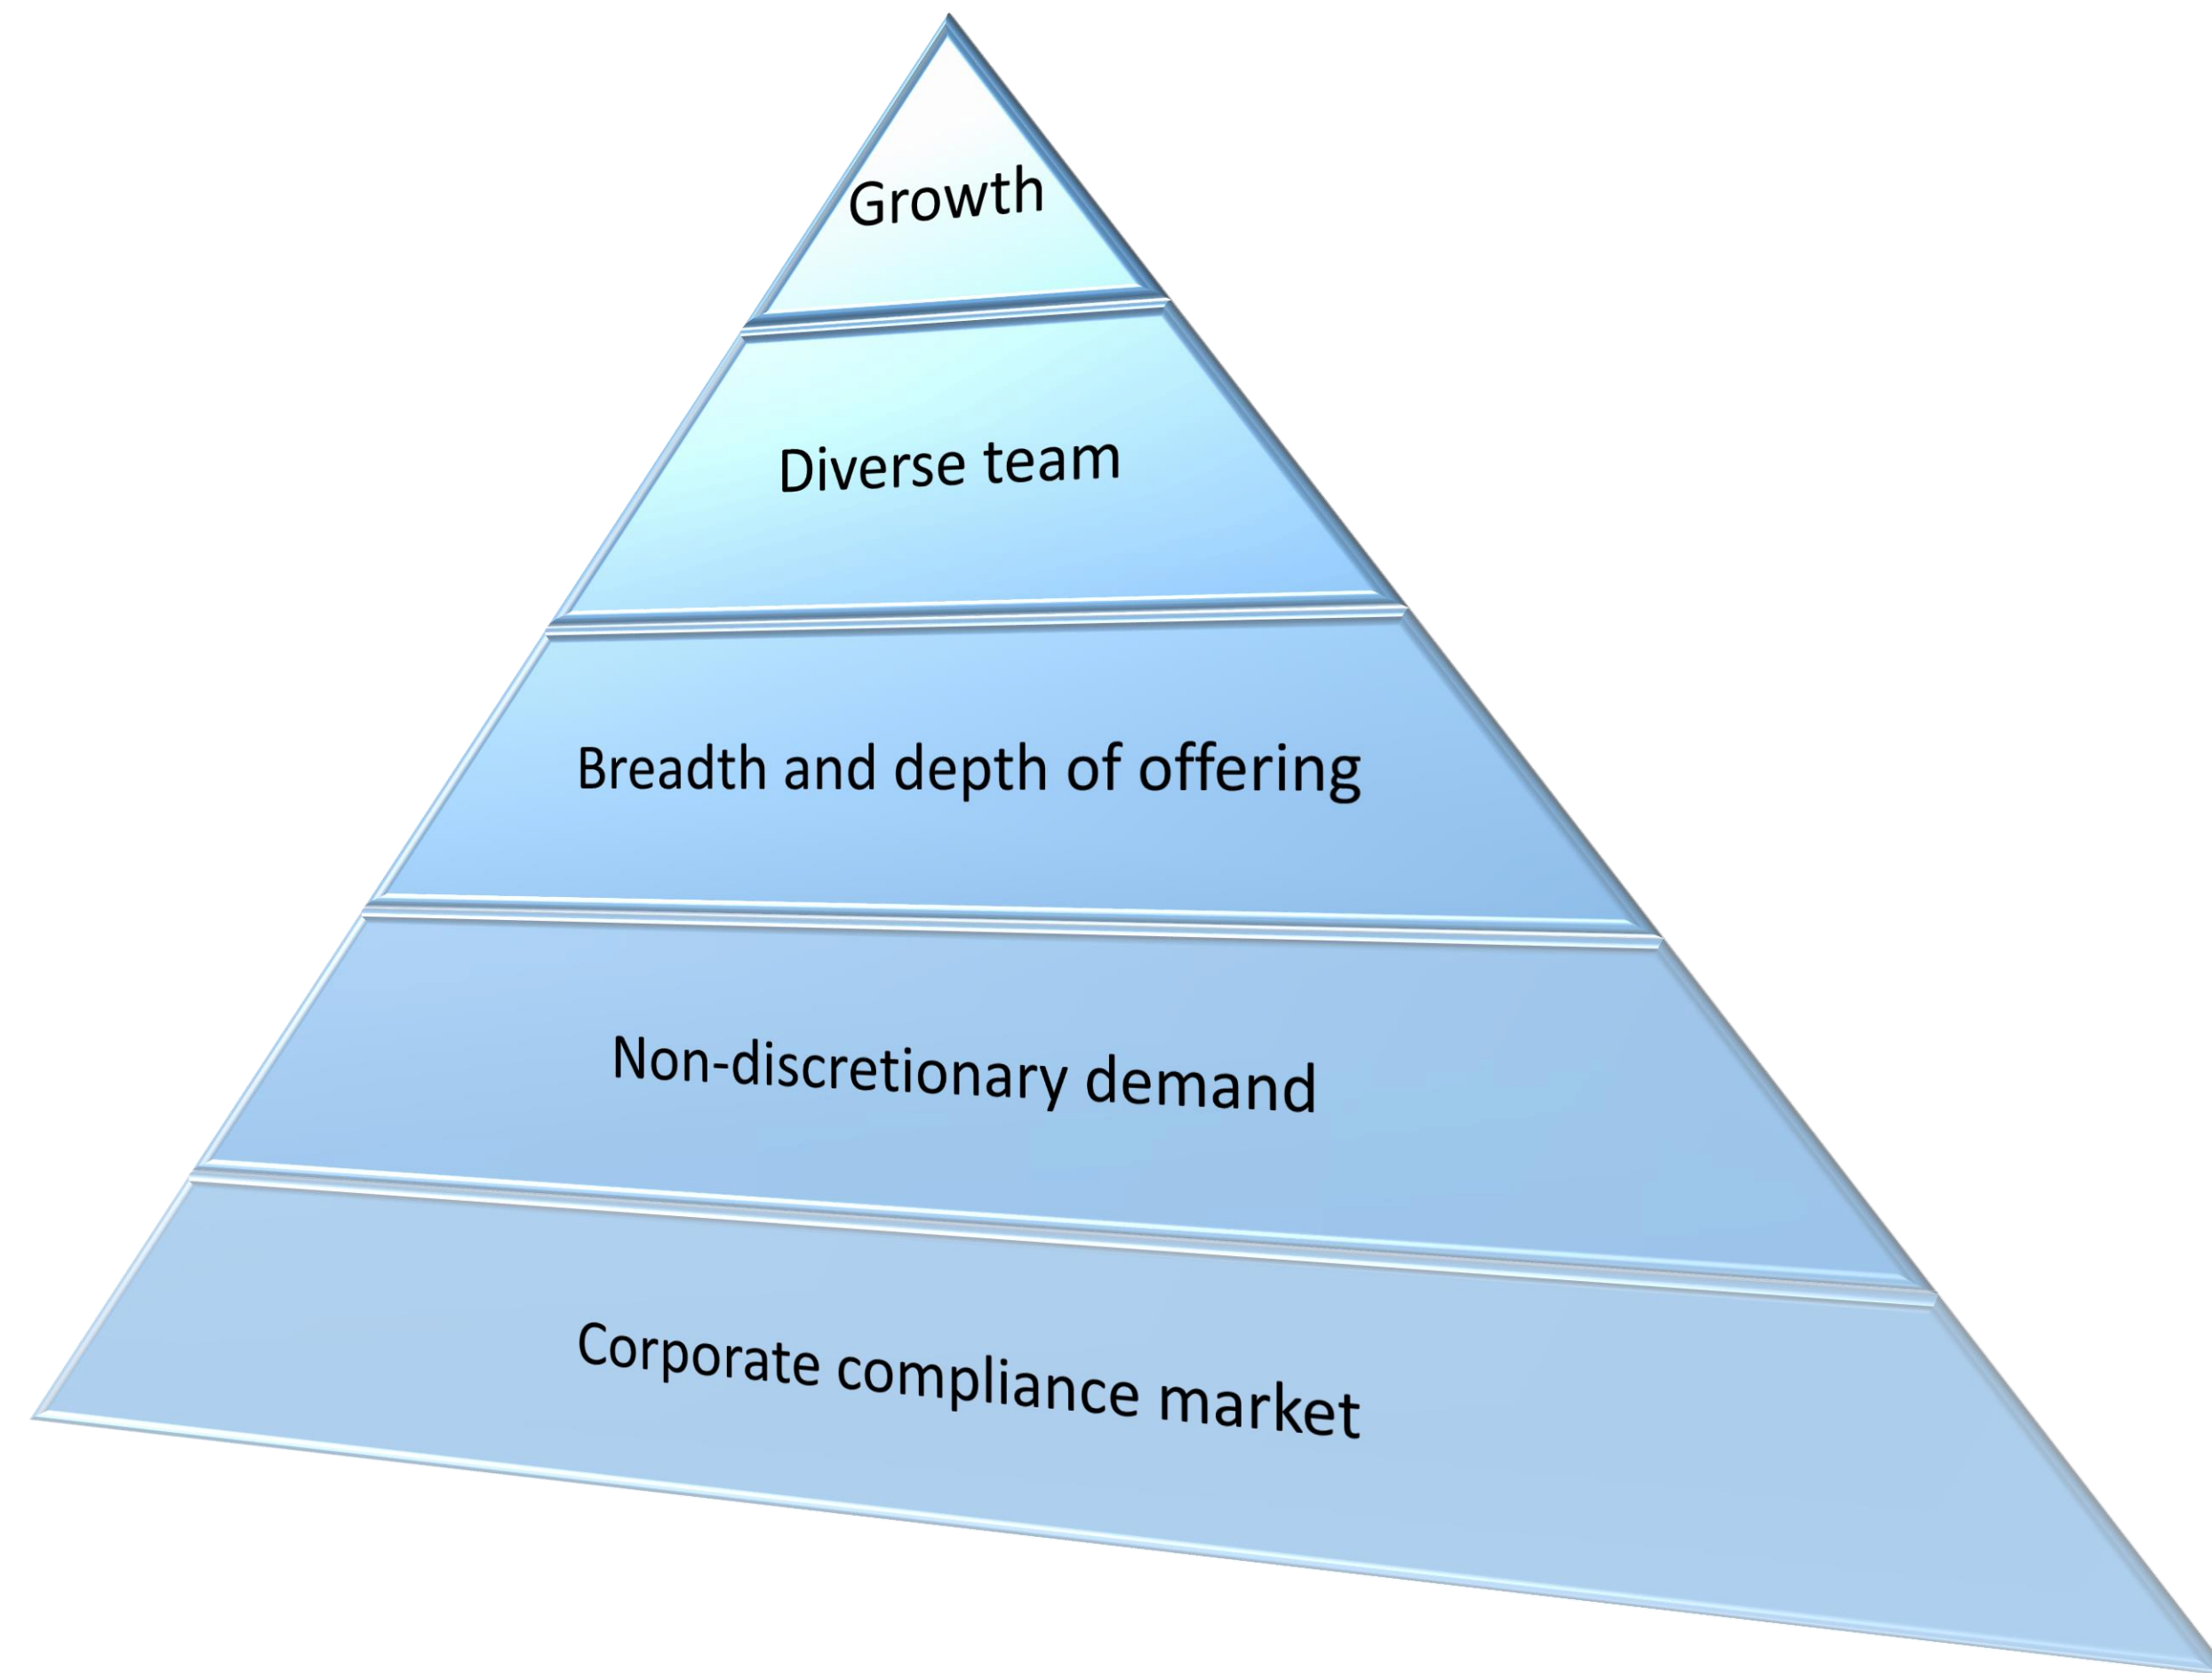 Growth
Diverse team
Breadth and depth of offering
Non-discretionary demand
Corporate compliance market